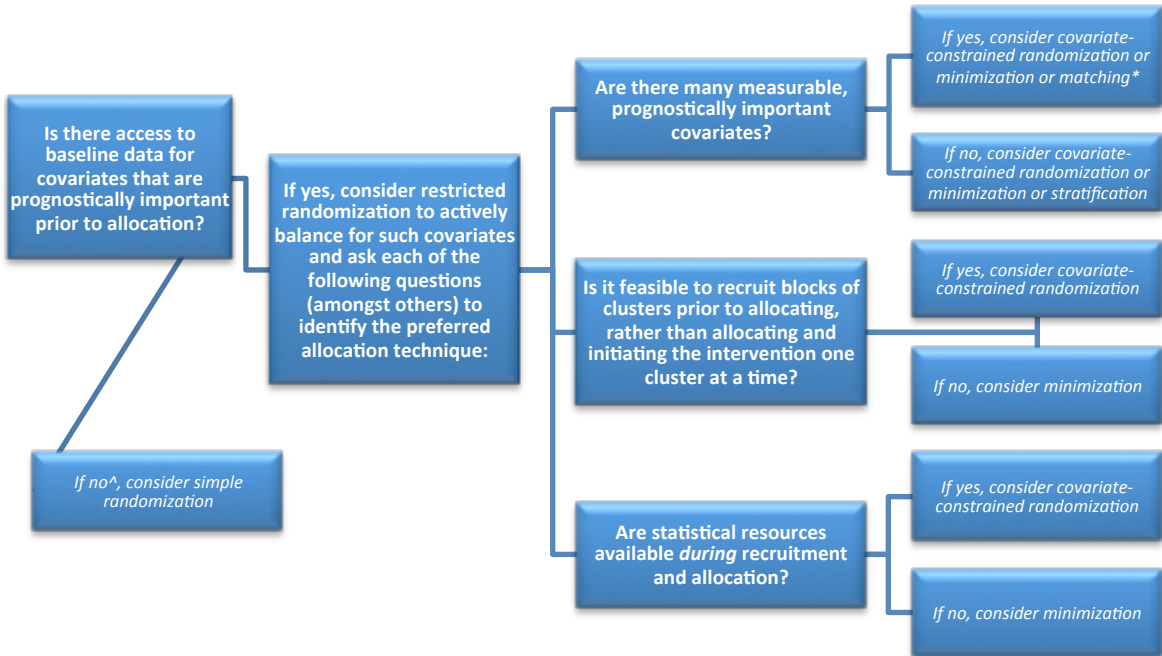 Is there access to
baseline data for
covariates that are
prognostically important
prior to allocation?
If no^, consider simple
randomization
If yes, consider restricted
randomization to actively
balance for such covariates
and ask each of the
following questions
(amongst others) to
identify the preferred
allocation technique:
Are there many measurable,
prognostically important
covariates?
If yes, consider covariate-
constrained randomization or
minimization or matching*
If no, consider covariate-
constrained randomization or
minimization or stratification
Is it feasible to recruit blocks of
clusters prior to allocating,
rather than allocating and
initiating the intervention one
cluster at a time?
If yes, consider covariate-
constrained randomization
If no, consider minimization
Are statistical resources
available during recruitment
and allocation?
If yes, consider covariate-
constrained randomization
If no, consider minimization